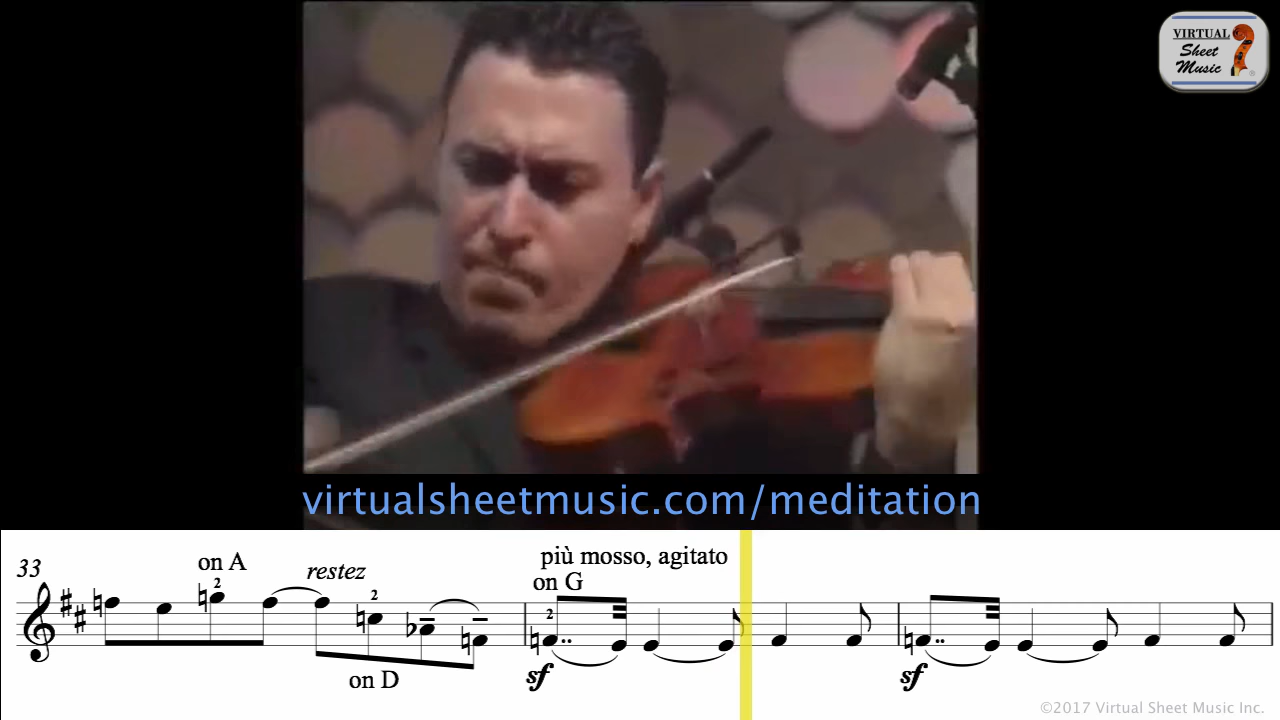 VIRTUAL
Sheet
Music
®
virtualsheetmusic.com/meditation
33
on A
restez
più mosso, agitato
on G
2
2
2
on D
sf
sf
©2017 Virtual Sheet Music Inc.